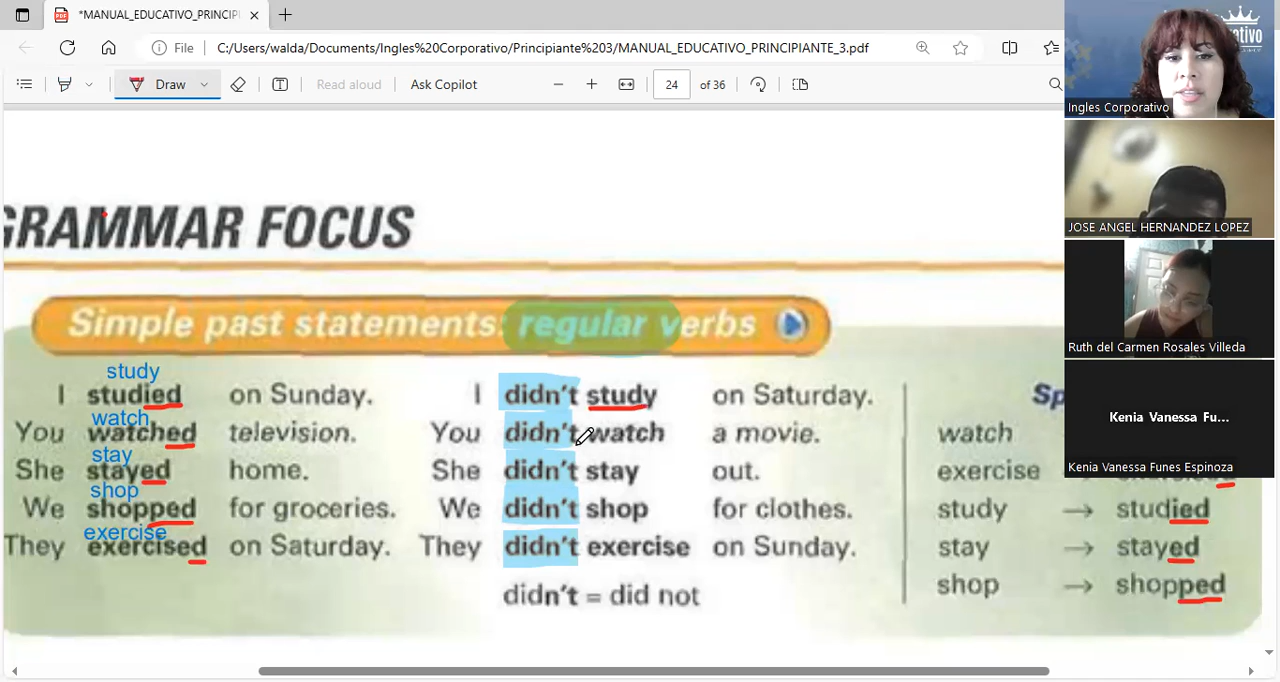 *MANUAL_EDUCATIVO_PRINCIPI
File
C:/Users/walda/Documents/Ingles%20Corporativo/Principiante%203/MANUAL_EDUCATIVO_PRINCIPIANTE_3.pdf
Draw
Read aloud
Ask Copilot
24
of 36
GRAMMAR FOCUS
Simple past statements: regular verbs
study
I studied on Sunday. I didn't study on Saturday.
watch
You watched television. You didn't watch a movie. watch
stay
She stayed home. She didn't stay out. exercise
shop
We shopped for groceries. We didn't shop for clothes. study → studied
exercise
They exercised on Saturday. They didn't exercise on Sunday. stay → stayed
didn't = did not shop → shopped
Ingles Corporativo
JOSE ANGEL HERNANDEZ LOPEZ
Ruth del Carmen Rosales Villeda
Kenia Vanessa Fu...
Kenia Vanessa Funes Espinoza